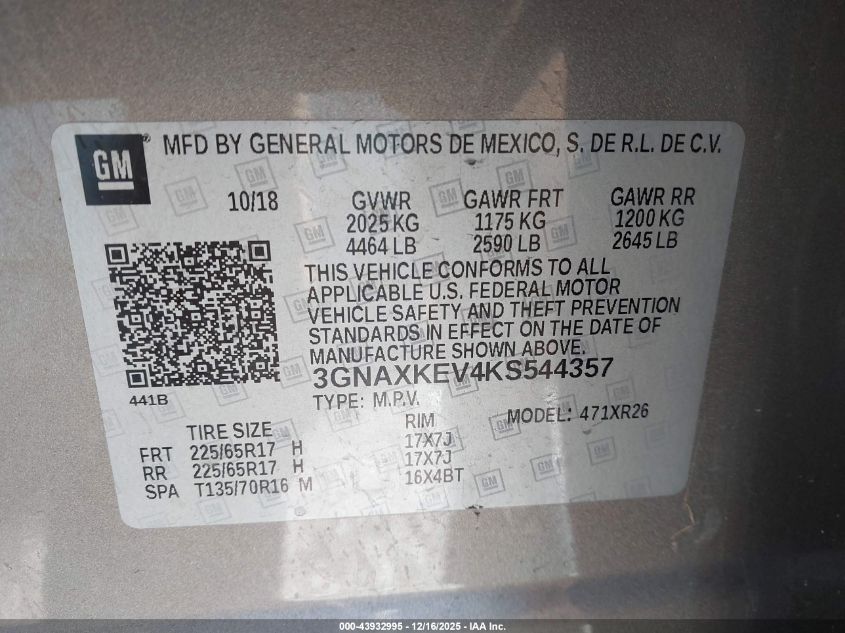 GM ® MFD BY GENERAL MOTORS DE MEXICO, S. DE R.L. DE C.V.
10/18 GVWR GAWR FRT GAWR RR
2025 KG 1175 KG 1200 KG
4464 LB 2590 LB 2645 LB
THIS VEHICLE CONFORMS TO ALL
APPLICABLE U.S. FEDERAL MOTOR
VEHICLE SAFETY AND THEFT PREVENTION
STANDARDS IN EFFECT ON THE DATE OF
MANUFACTURE SHOWN ABOVE.
3GNAXKEV4KS544357
441B
TYPE: M.P.V. MODEL: 471XR26
TIRE SIZE RIM
FRT 225/65R17 H 17X7J
RR 225/65R17 H 17X7J
SPA T135/70R16 M 16X4BT
000-43932995 - 12/16/2025 - IAA Inc.